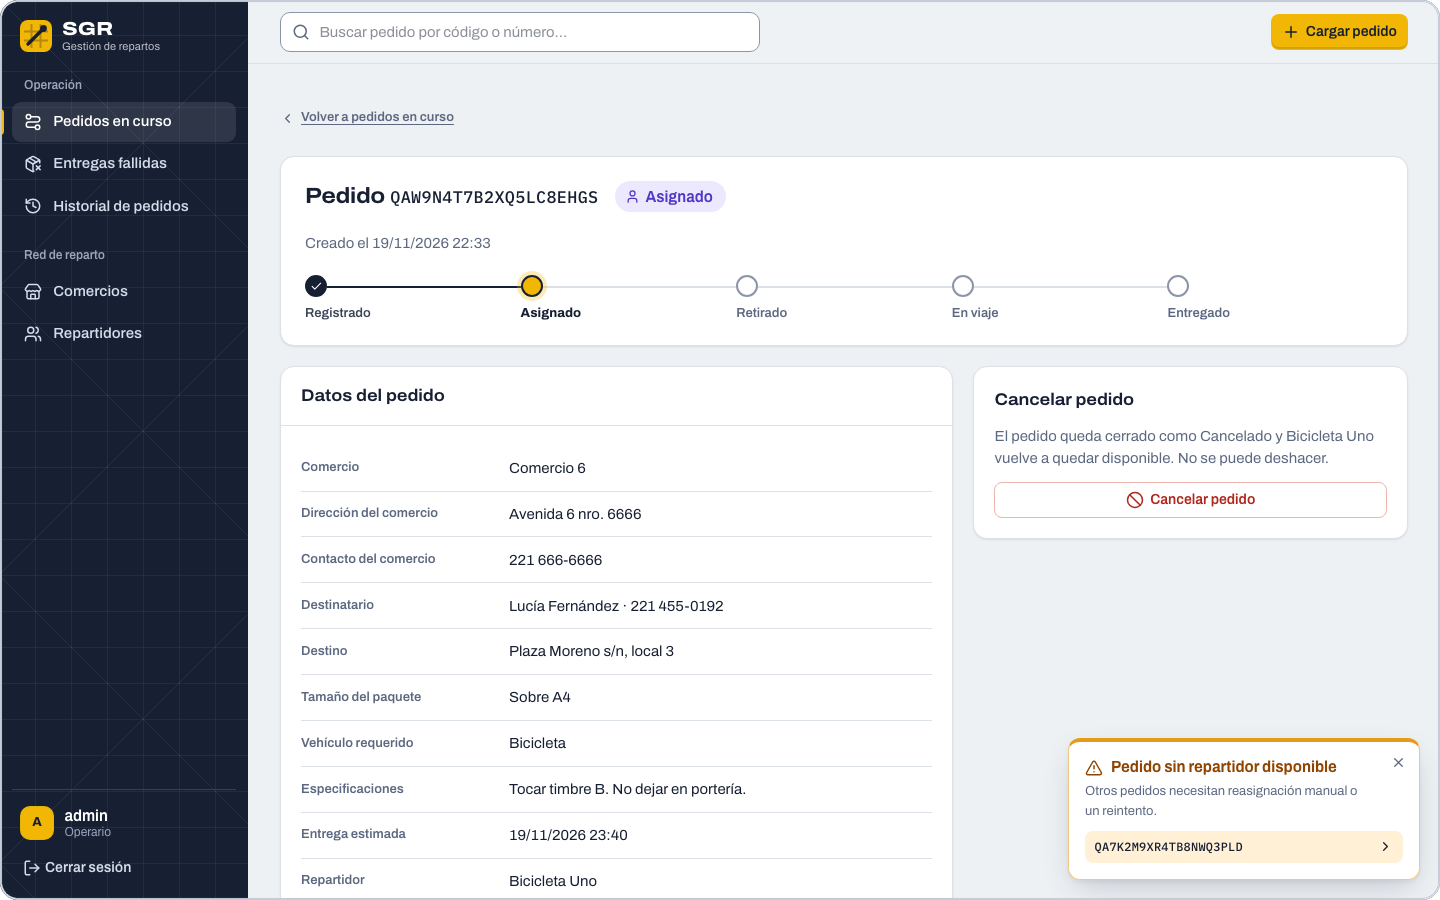 SGR
Gestión de repartos
Operación
Pedidos en curso
Entregas fallidas
Historial de pedidos
Red de reparto
Comercios
Repartidores
A
admin
Operario
Cerrar sesión
Buscar pedido por código o número...
Cargar pedido
Volver a pedidos en curso
Pedido QAW9N4T7B2XQ5LC8EHGS Asignado
Creado el 19/11/2026 22:33
Registrado Asignado Retirado En viaje Entregado
Datos del pedido
Comercio Comercio 6
Dirección del comercio Avenida 6 nro. 6666
Contacto del comercio 221 666-6666
Destinatario Lucía Fernández · 221 455-0192
Destino Plaza Moreno s/n, local 3
Tamaño del paquete Sobre A4
Vehículo requerido Bicicleta
Especificaciones Tocar timbre B. No dejar en portería.
Entrega estimada 19/11/2026 23:40
Repartidor Bicicleta Uno
Cancelar pedido
El pedido queda cerrado como Cancelado y Bicicleta Uno
vuelve a quedar disponible. No se puede deshacer.
Cancelar pedido
Pedido sin repartidor disponible
Otros pedidos necesitan reasignación manual o
un reintento.
QA7K2M9XR4TB8NWQ3PLD